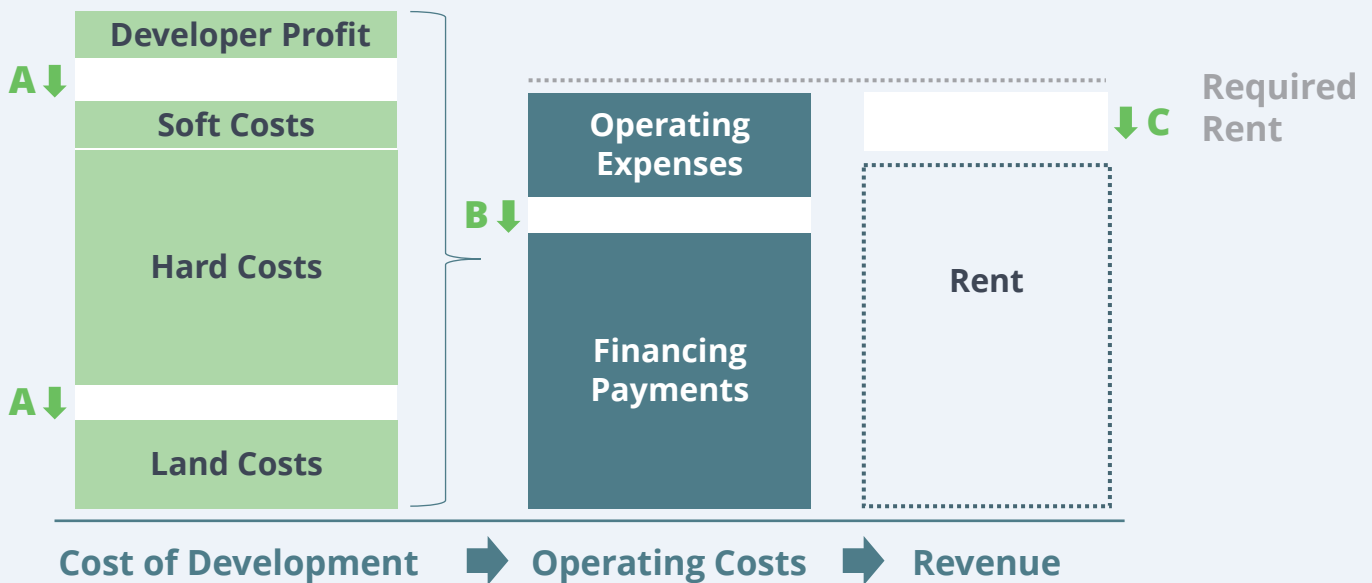 Developer Profit
A
Soft Costs
Hard Costs
A
Land Costs
Operating
Expenses
B
Financing
Payments
C
Required
Rent
Rent
Cost of Development
Operating Costs
Revenue